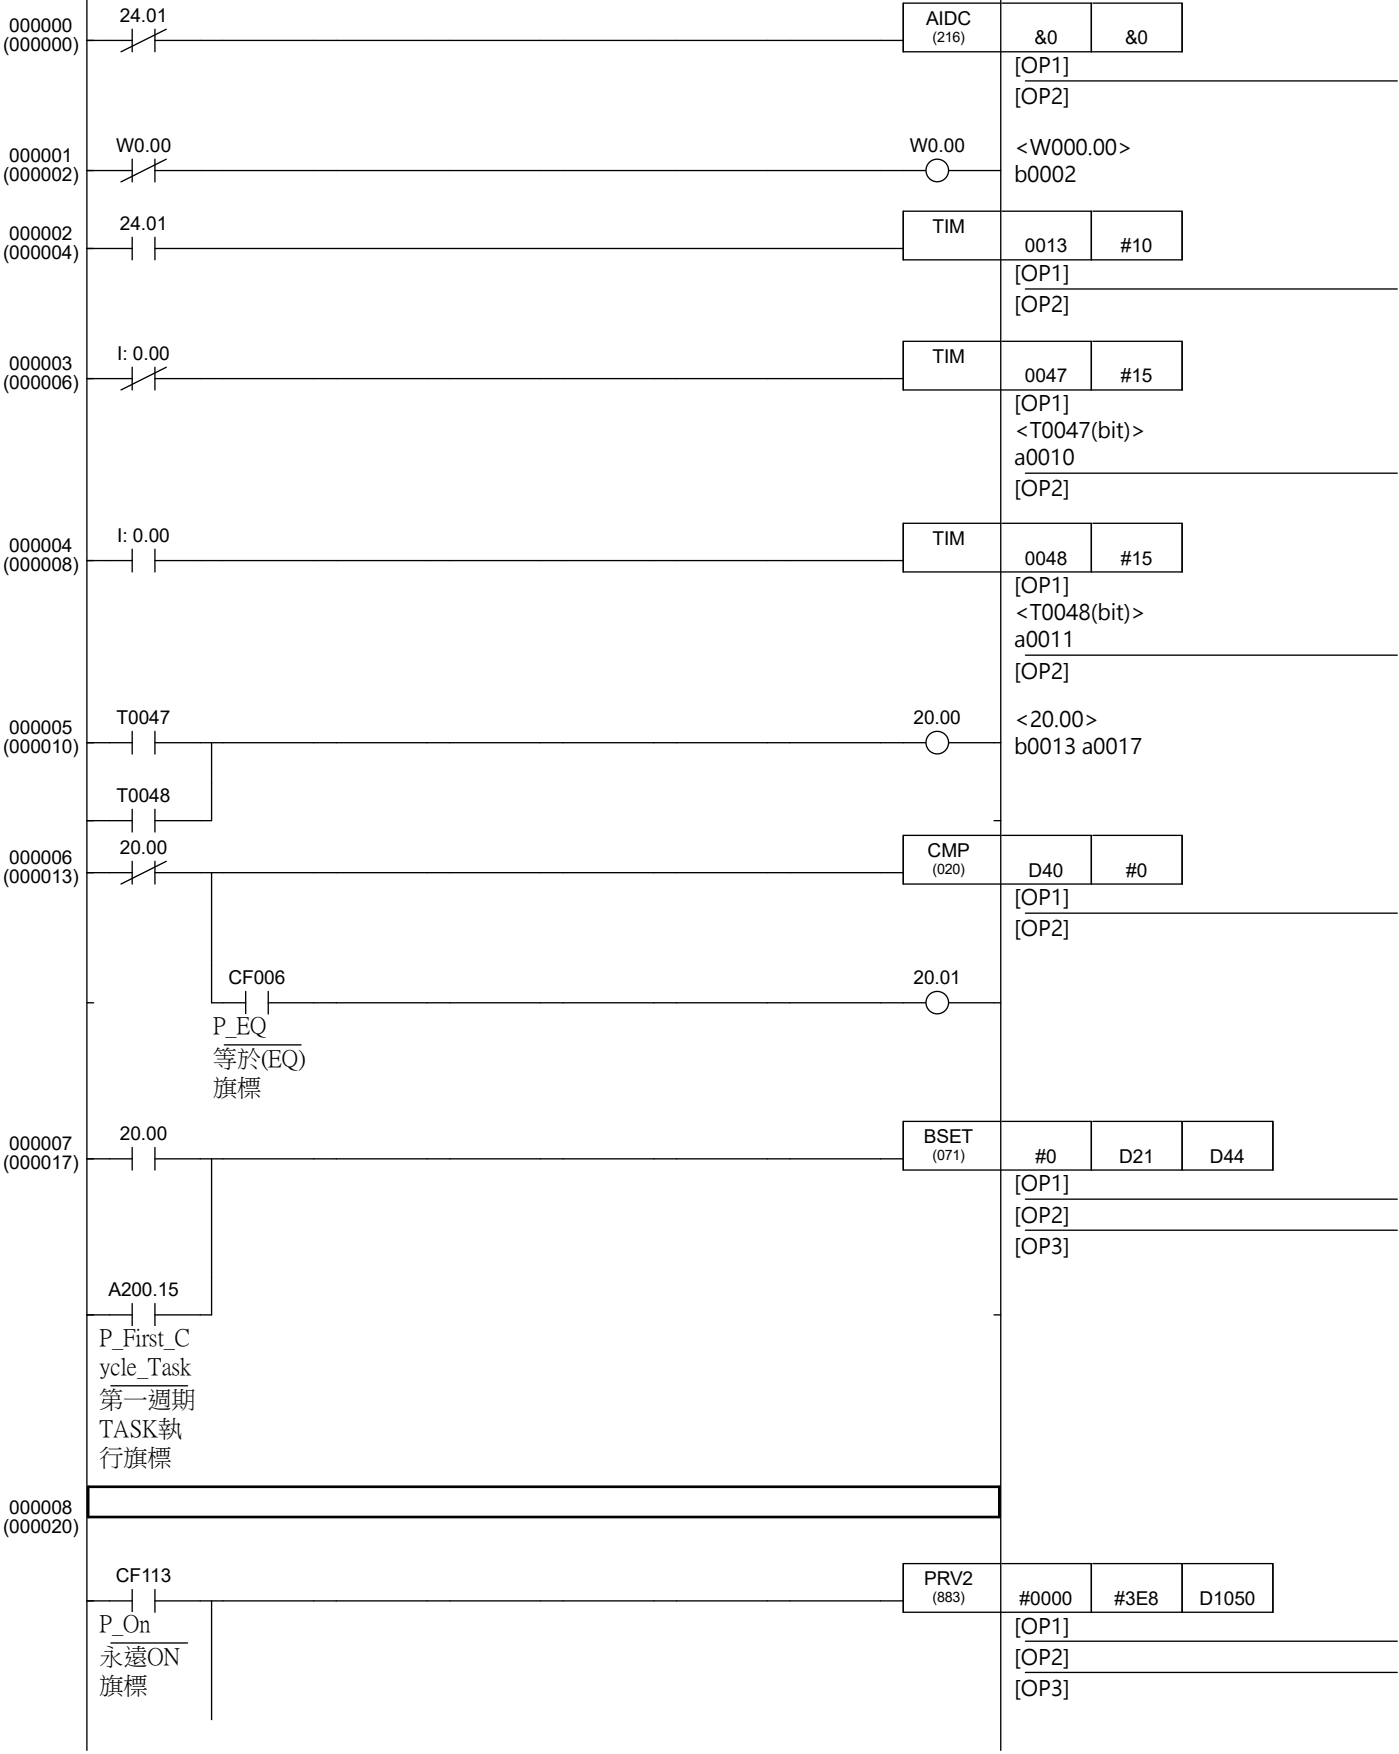 000000
(000000)
24.01
AIDC
(216)
&0
&0
[OP1]
[OP2]
000001
(000002)
W0.00
W0.00
<W000.00>
b0002
000002
(000004)
24.01
TIM
0013
#10
[OP1]
[OP2]
000003
(000006)
I: 0.00
TIM
0047
#15
[OP1]
<T0047(bit)>
a0010
[OP2]
000004
(000008)
I: 0.00
TIM
0048
#15
[OP1]
<T0048(bit)>
a0011
[OP2]
000005
(000010)
T0047
20.00
<20.00>
b0013 a0017
T0048
000006
(000013)
20.00
CMP
(020)
D40
#0
[OP1]
[OP2]
CF006
20.01
P_EQ
等於(EQ)
旗標
000007
(000017)
20.00
BSET
(071)
#0
D21
D44
[OP1]
[OP2]
[OP3]
A200.15
P_First_C
ycle_Task
第一週期
TASK執
行旗標
000008
(000020)
CF113
PRV2
(883)
#0000
#3E8
D1050
P_On
永遠ON
旗標
[OP1]
[OP2]
[OP3]